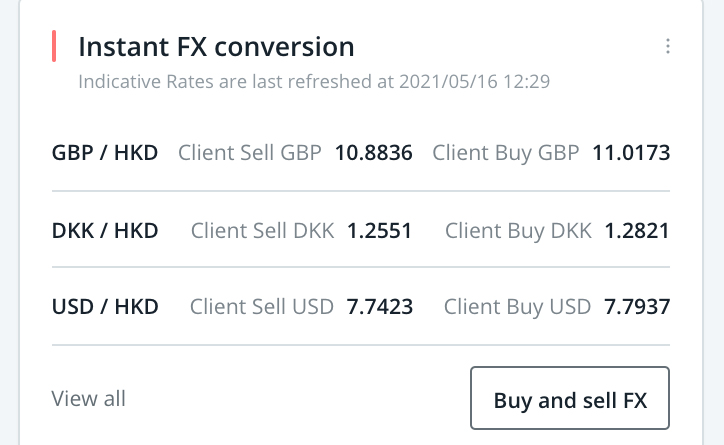 Instant FX conversion
Indicative Rates are last refreshed at 2021/05/16 12:29
GBP / HKD Client Sell GBP 10.8836 Client Buy GBP 11.0173
DKK / HKD Client Sell DKK 1.2551 Client Buy DKK 1.2821
USD / HKD Client Sell USD 7.7423 Client Buy USD 7.7937
View all Buy and sell FX